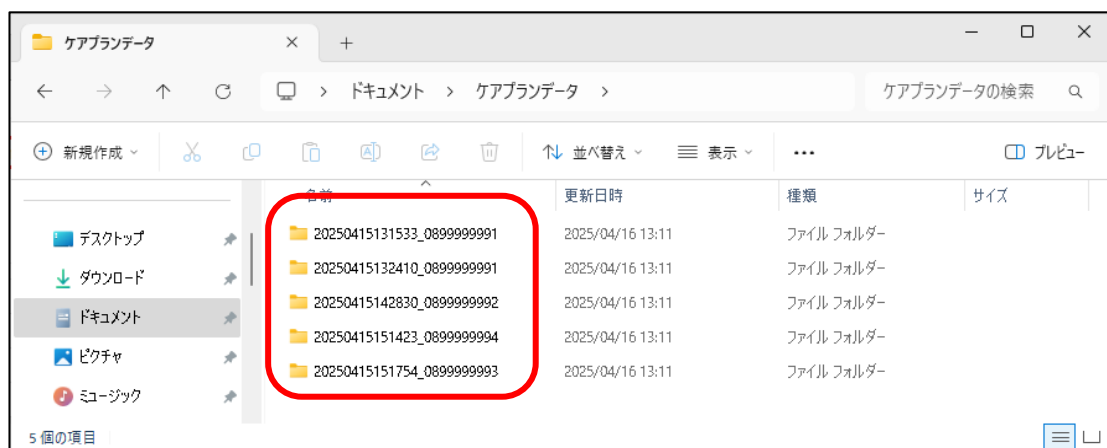 ケアプランデータ
ドキュメント > ケアプランデータ >
ケアプランデータの検索
新規作成
並べ替え
表示
プレビュー
名前 更新日時 種類 サイズ
デスクトップ
ダウンロード
ドキュメント
ピクチャ
ミュージック
20250415131533_0899999991 2025/04/16 13:11 ファイル フォルダー
20250415132410_0899999991 2025/04/16 13:11 ファイル フォルダー
20250415142830_0899999992 2025/04/16 13:11 ファイル フォルダー
20250415151423_0899999994 2025/04/16 13:11 ファイル フォルダー
20250415151754_0899999993 2025/04/16 13:11 ファイル フォルダー
5 個の項目